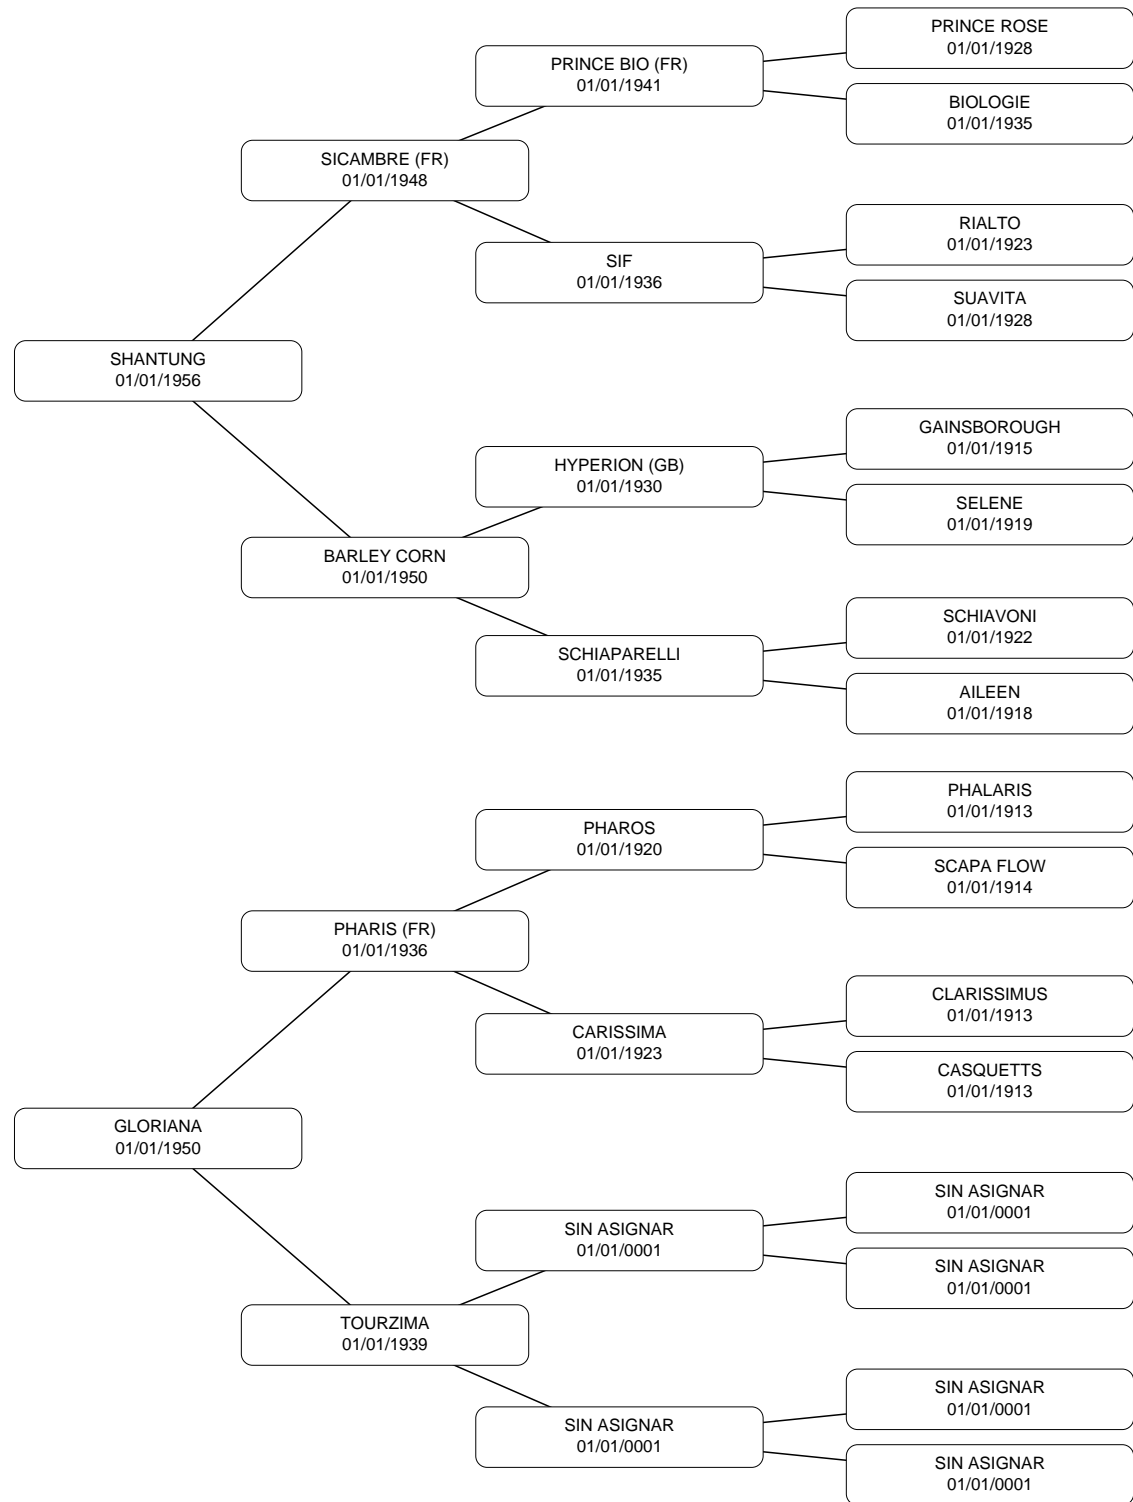 PRINCE ROSE
01/01/1928
PRINCE BIO (FR)
01/01/1941
BIOLOGIE
01/01/1935
SICAMBRE (FR)
01/01/1948
RIALTO
01/01/1923
SIF
01/01/1936
SUAVITA
01/01/1928
SHANTUNG
01/01/1956
GAINSBOROUGH
01/01/1915
HYPERION (GB)
01/01/1930
SELENE
01/01/1919
BARLEY CORN
01/01/1950
SCHIAVONI
01/01/1922
SCHIAPARELLI
01/01/1935
AILEEN
01/01/1918
PHALARIS
01/01/1913
PHAROS
01/01/1920
SCAPA FLOW
01/01/1914
PHARIS (FR)
01/01/1936
CLARISSIMUS
01/01/1913
CARISSIMA
01/01/1923
CASQUETTS
01/01/1913
GLORIANA
01/01/1950
SIN ASIGNAR
01/01/0001
SIN ASIGNAR
01/01/0001
SIN ASIGNAR
01/01/0001
TOURZIMA
01/01/1939
SIN ASIGNAR
01/01/0001
SIN ASIGNAR
01/01/0001
SIN ASIGNAR
01/01/0001